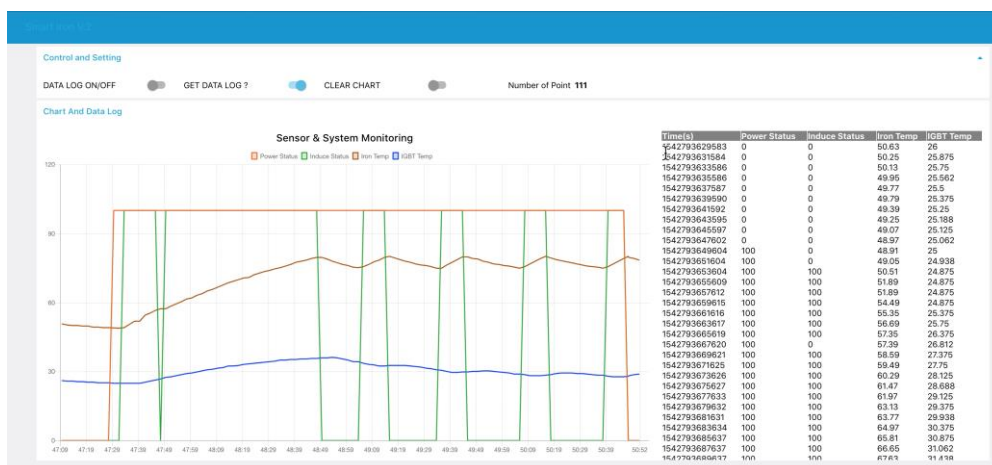 Control and Setting
DATA LOG ON/OFF GET DATA LOG ? CLEAR CHART Number of Point 111
Chart And Data Log
Sensor & System Monitoring
Power Status Induce Status Iron Temp IGBT Temp
120
90
60
30
0
47:09 47:19 47:29 47:39 47:49 47:59 48:09 48:19 48:29 48:39 48:49 48:59 49:09 49:19 49:29 49:39 49:49 49:59 50:09 50:19 50:29 50:39 50:52
Time(s) Power Status Induce Status Iron Temp IGBT Temp
1542793629583 0 0 50.63 26
1542793631584 0 0 50.25 25.875
1542793633586 0 0 50.13 25.75
1542793635586 0 0 49.95 25.562
1542793637587 0 0 49.77 25.5
1542793639590 0 0 49.79 25.375
1542793641592 0 0 49.39 25.25
1542793643595 0 0 49.25 25.188
1542793645597 0 0 49.07 25.125
1542793647602 0 0 48.97 25.062
1542793649604 100 0 48.91 25
1542793651604 100 0 49.05 24.938
1542793653604 100 100 50.51 24.875
1542793655609 100 100 51.89 24.875
1542793657612 100 100 51.89 24.875
1542793659615 100 100 54.49 24.875
1542793661616 100 100 55.35 25.375
1542793663617 100 100 56.69 25.75
1542793665619 100 100 57.35 26.375
1542793667620 100 0 57.39 26.812
1542793669621 100 100 58.59 27.375
1542793671625 100 100 59.49 27.75
1542793673626 100 100 60.29 28.125
1542793675627 100 100 61.47 28.688
1542793677633 100 100 61.97 29.125
1542793679632 100 100 63.13 29.375
1542793681631 100 100 63.77 29.938
1542793683634 100 100 64.97 30.375
1542793685637 100 100 65.81 30.875
1542793687637 100 100 66.65 31.062
1542793689637 100 100 67.63 31.438